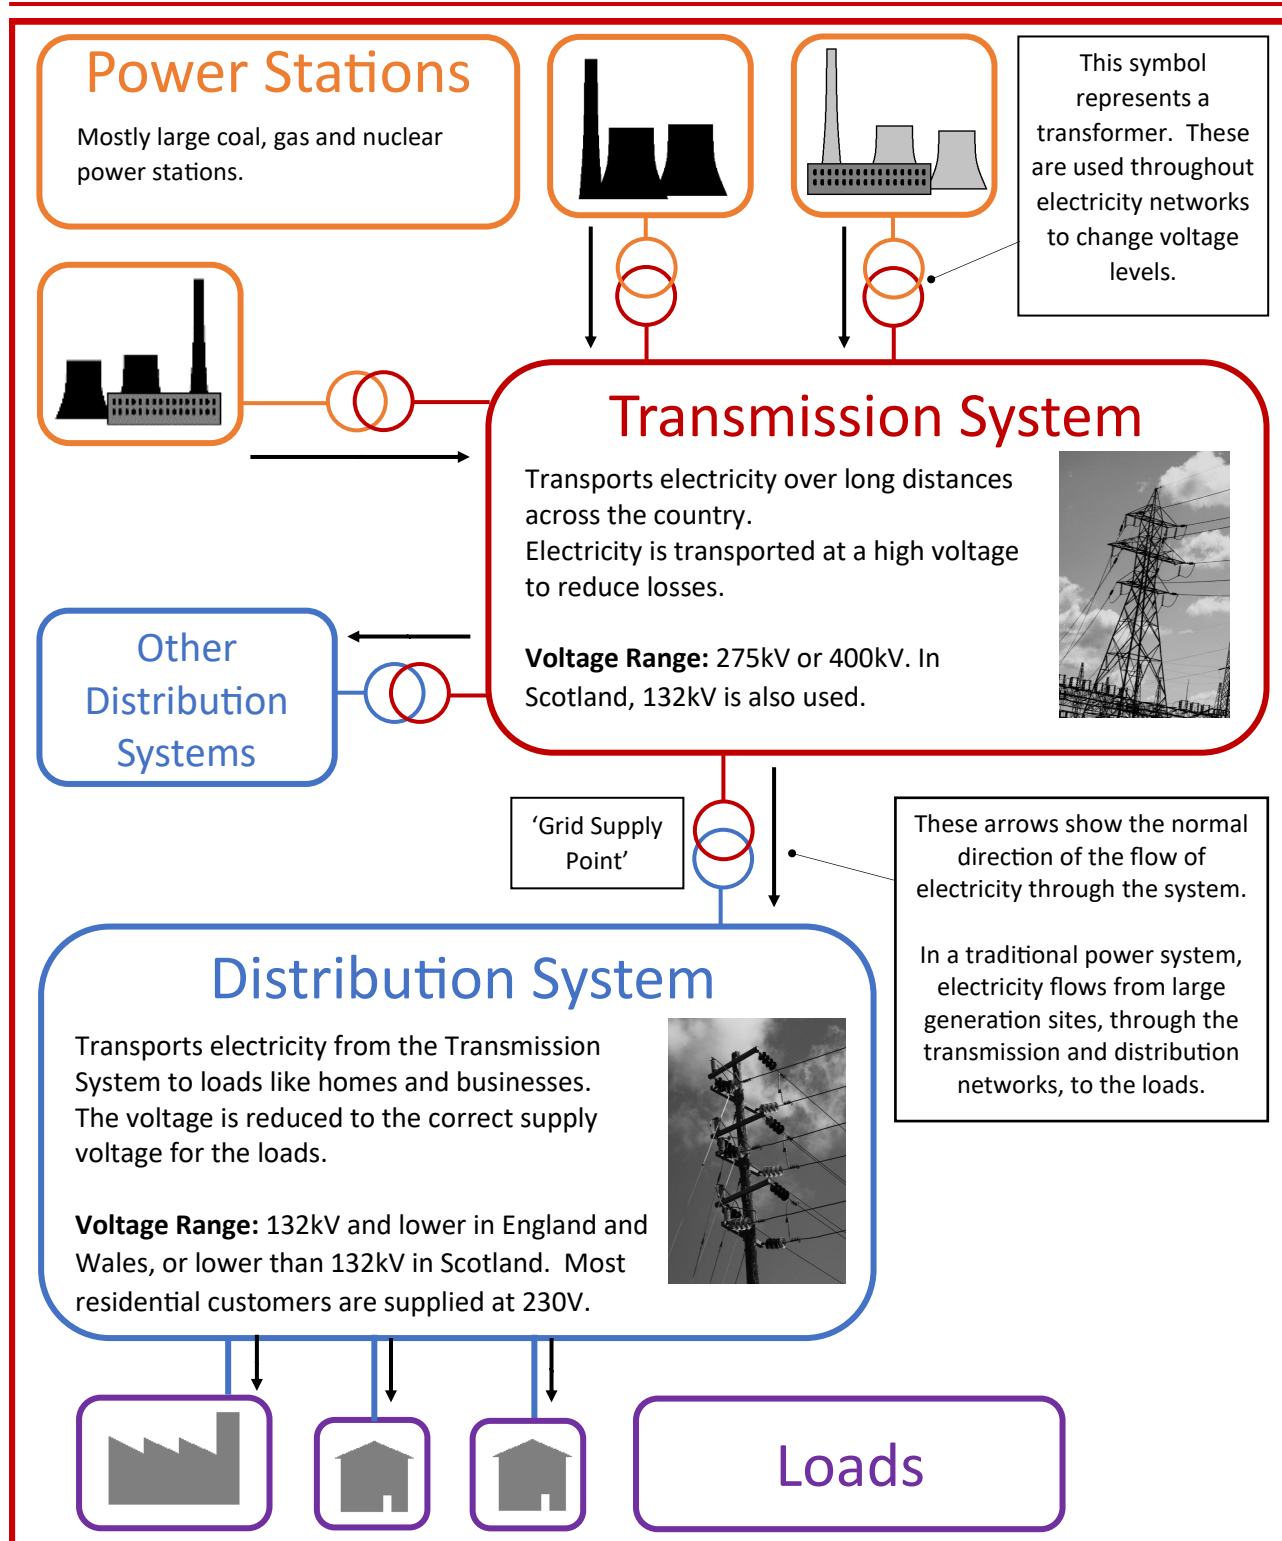 Power Stations
Mostly large coal, gas and nuclear
power stations.
This symbol
represents a
transformer.  These
are used throughout
electricity networks
to change voltage
levels.
Transmission System
Transports electricity over long distances
across the country.
Electricity is transported at a high voltage
to reduce losses.
Voltage Range: 275kV or 400kV. In
Scotland, 132kV is also used.
Other
Distribution
Systems
‘Grid Supply
Point’
These arrows show the normal
direction of the flow of
electricity through the system.
In a traditional power system,
electricity flows from large
generation sites, through the
transmission and distribution
networks, to the loads.
Distribution System
Transports electricity from the Transmission
System to loads like homes and businesses.
The voltage is reduced to the correct supply
voltage for the loads.
Voltage Range: 132kV and lower in England and
Wales, or lower than 132kV in Scotland.  Most
residential customers are supplied at 230V.
Loads